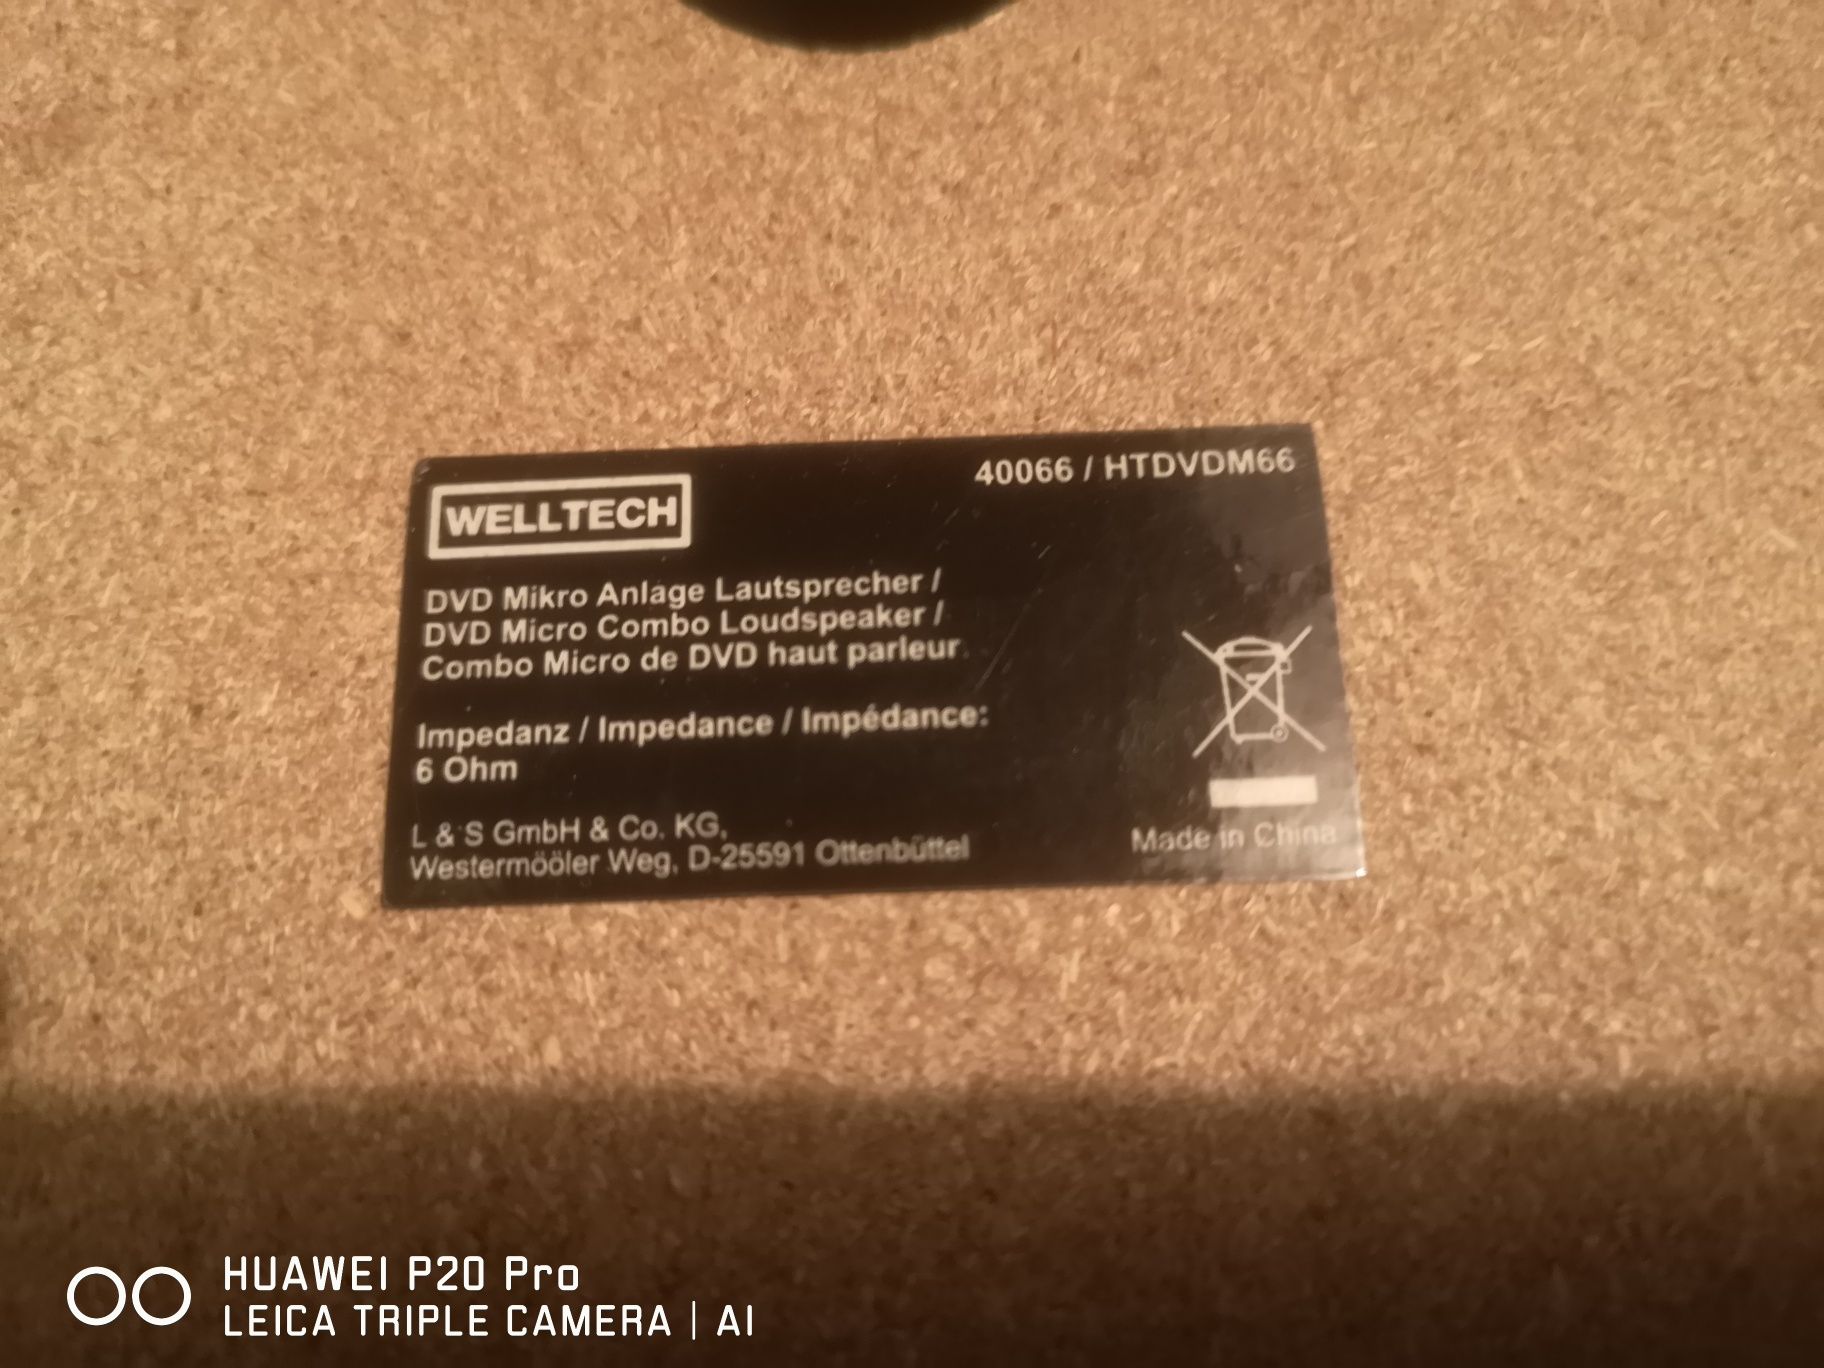 40066 / HTDVDM66
WELLTECH
DVD Mikro Anlage Lautsprecher /
DVD Micro Combo Loudspeaker /
Combo Micro de DVD haut parleur
Impedanz / Impedance / Impédance:
6 Ohm
L & S GmbH & Co. KG,
Westermööler Weg, D-25591 Ottenbüttel
Made in China
HUAWEI P20 Pro
LEICA TRIPLE CAMERA | AI